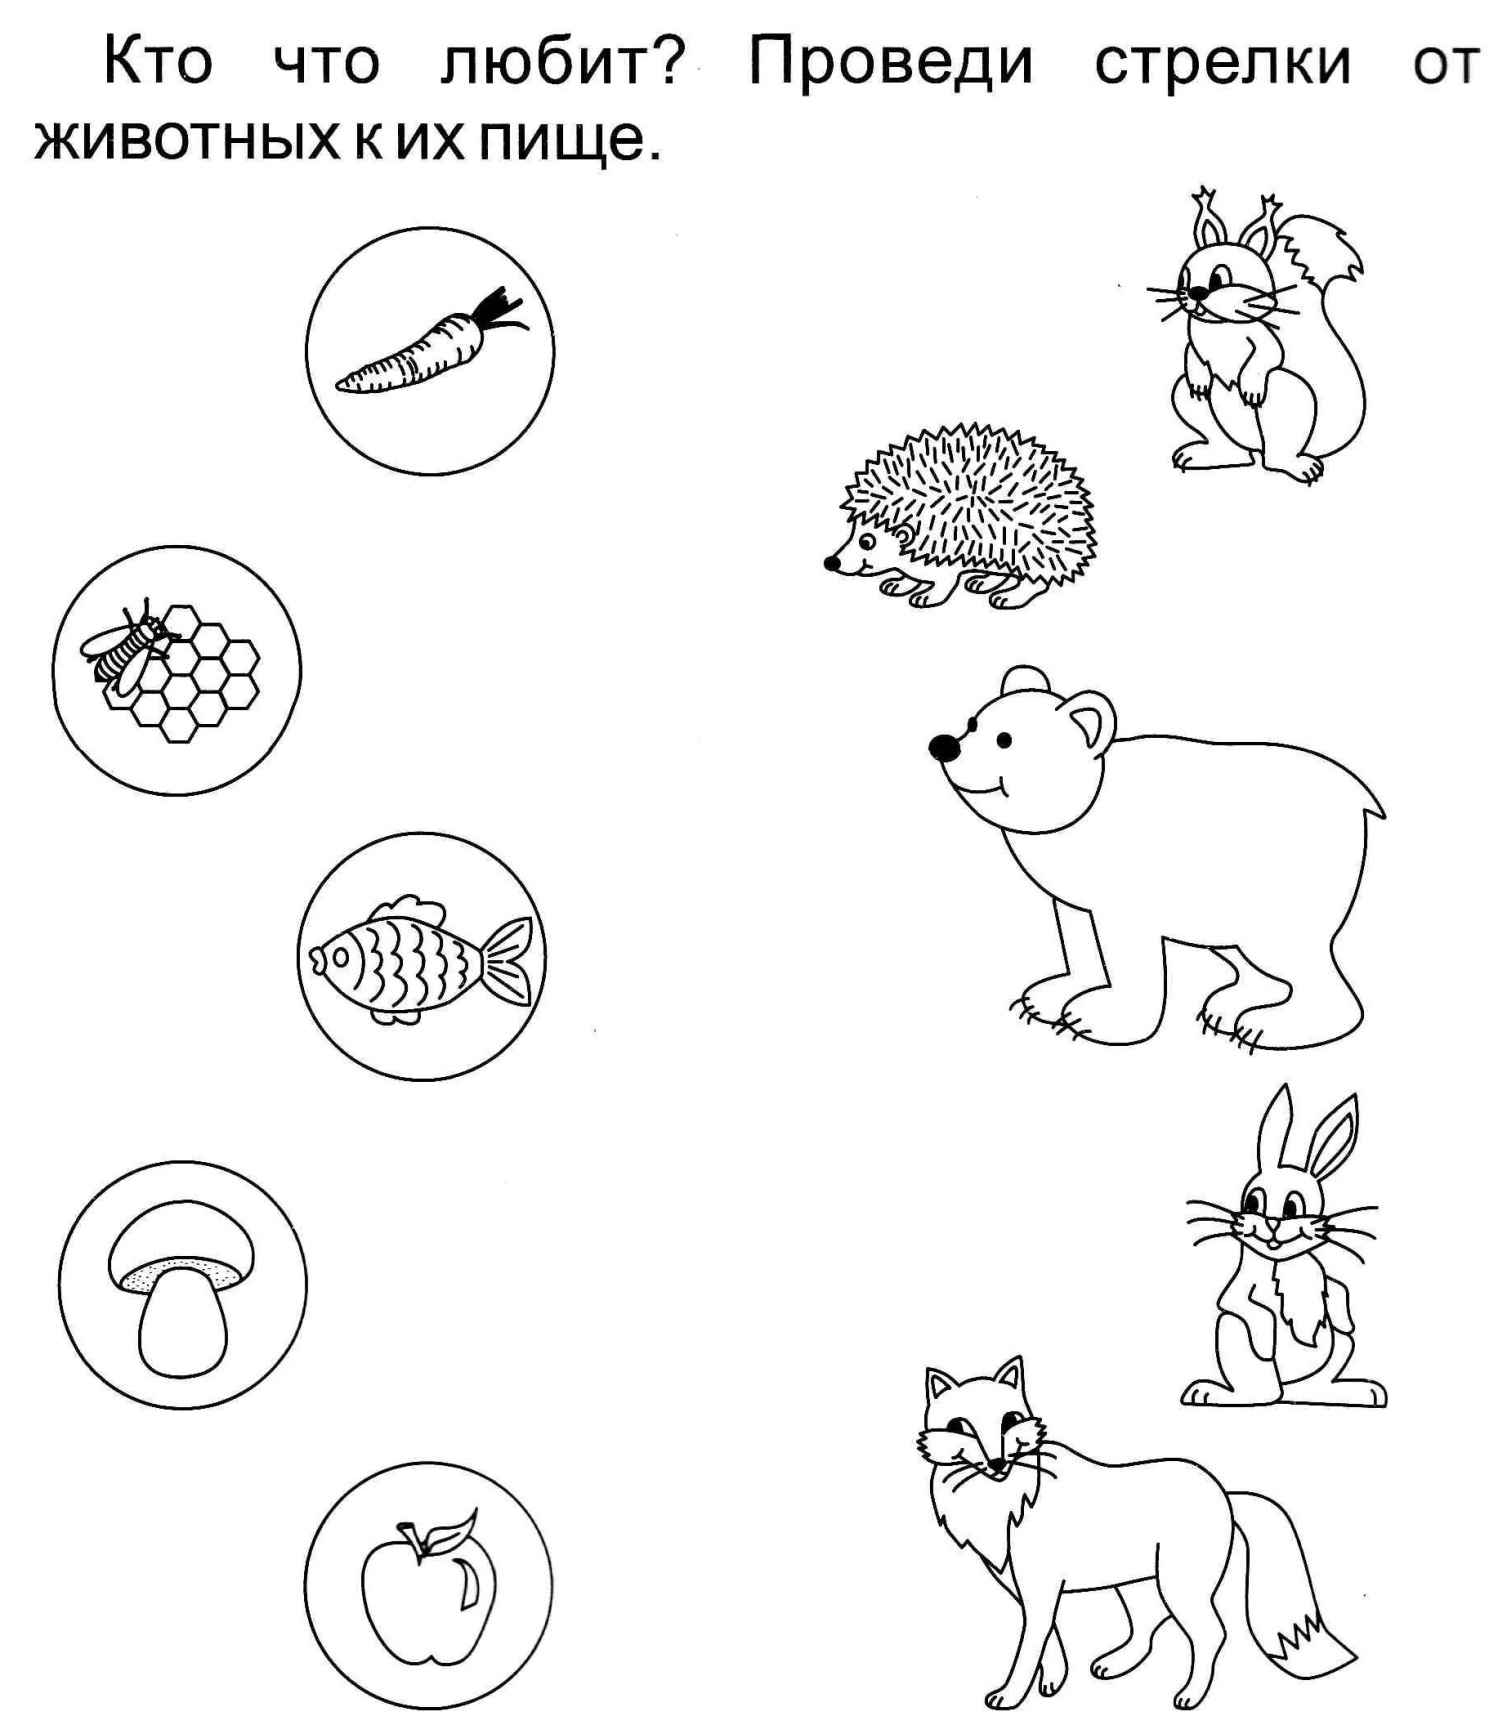 Кто что любит? Проведи стрелки от
животных к их пище.